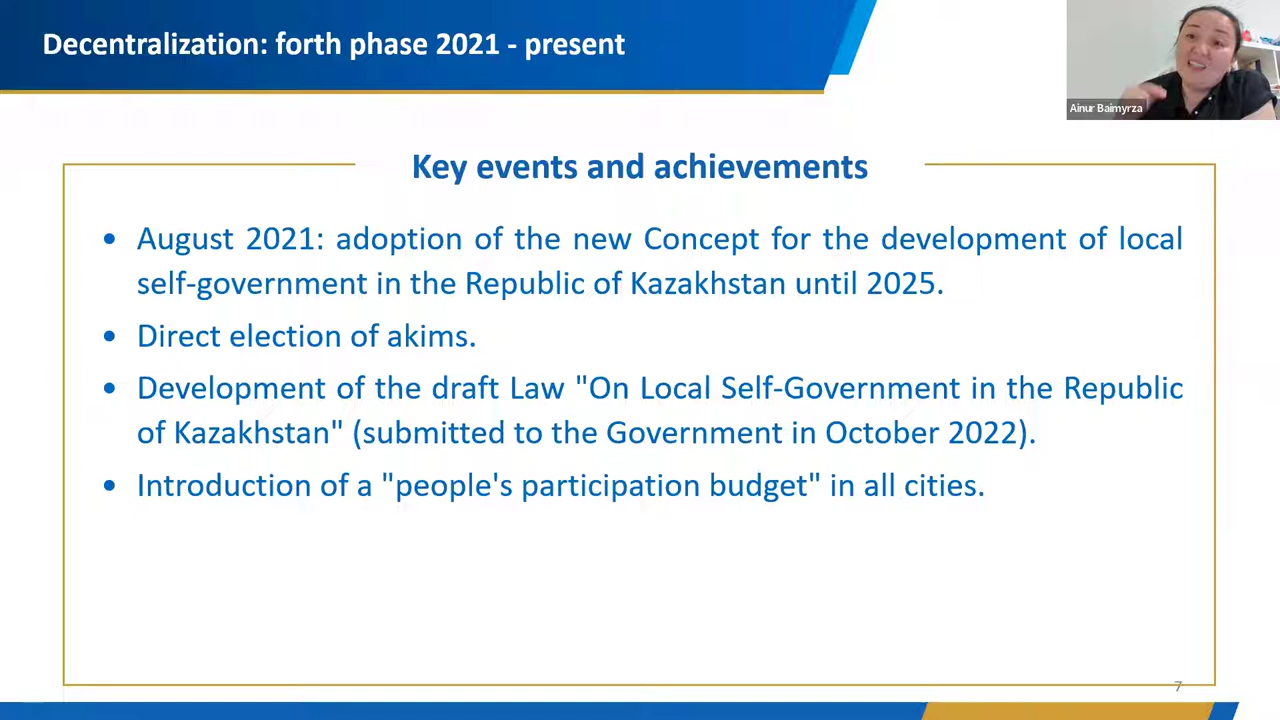 Decentralization: forth phase 2021 - present
Ainur Baimyrza
Key events and achievements
• August 2021: adoption of the new Concept for the development of local
self-government in the Republic of Kazakhstan until 2025.
• Direct election of akims.
• Development of the draft Law "On Local Self-Government in the Republic
of Kazakhstan" (submitted to the Government in October 2022).
• Introduction of a "people's participation budget" in all cities.
7